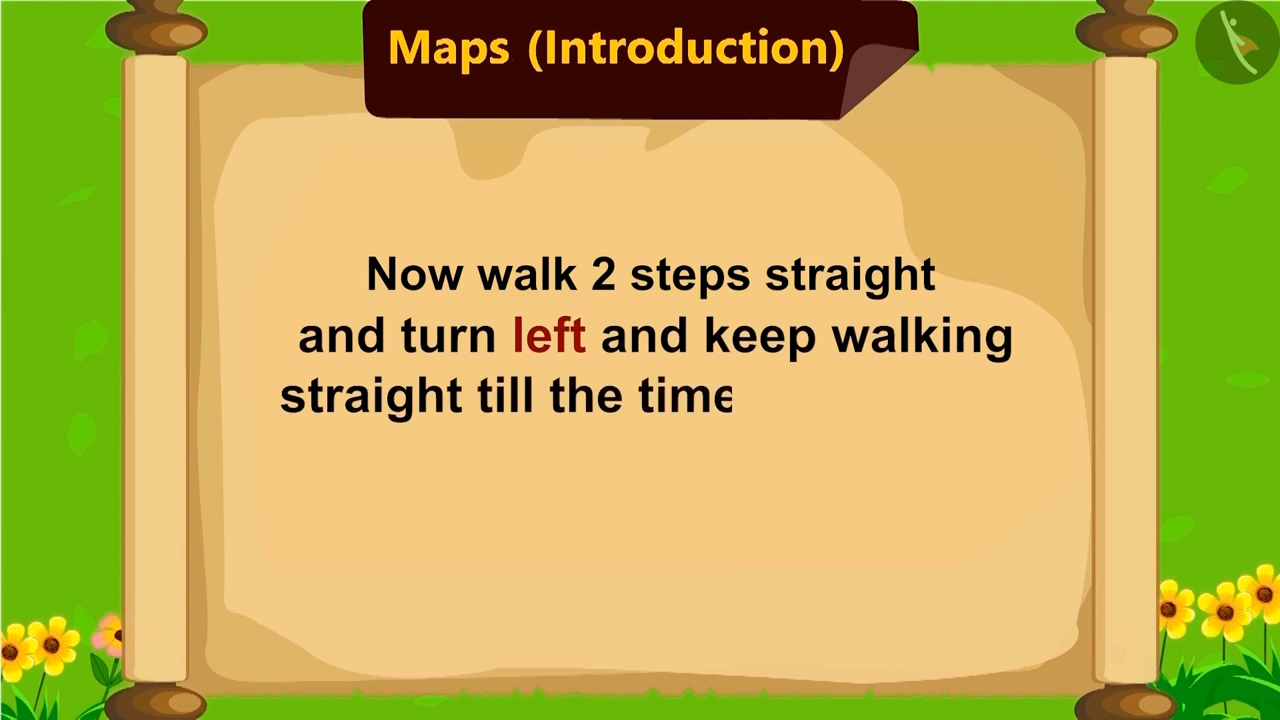 Maps (Introduction)
Now walk 2 steps straight
and turn left and keep walking
straight till the time